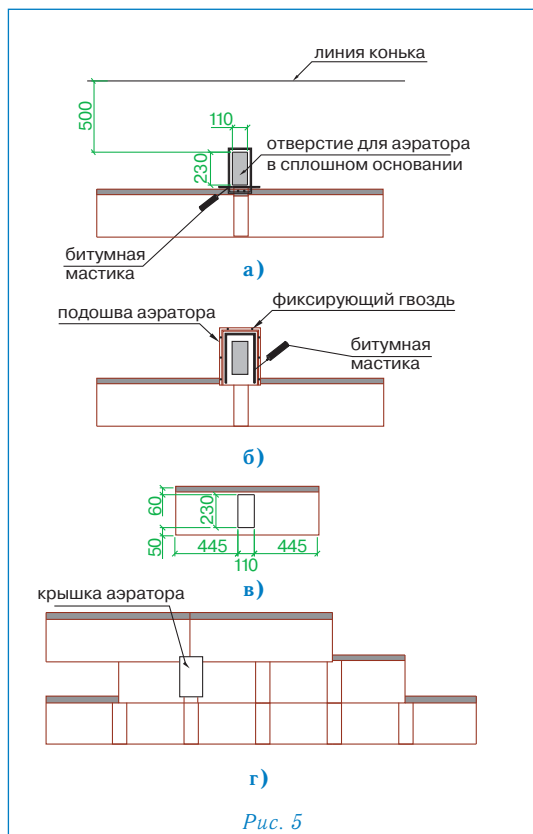 линия конька
110
500
отверстие для аэратора
в сплошном основании
230
битумная
мастика
а)
подошва аэратора
фиксирующий гвоздь
битумная
мастика
б)
60
230
50
445
445
110
в)
крышка аэратора
г)
Рис. 5